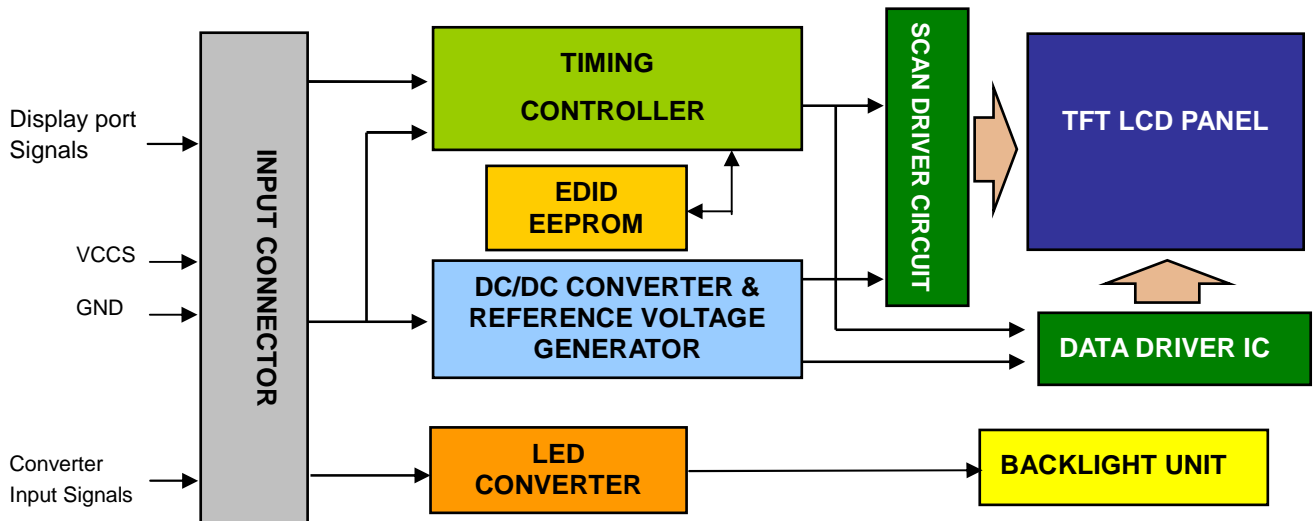 TIMING
CONTROLLER
SCAN DRIVER CIRCUIT
TFT LCD PANEL
Display port
Signals
INPUT CONNECTOR
EDID
EEPROM
VCCS
GND
DC/DC CONVERTER &
REFERENCE VOLTAGE
GENERATOR
DATA DRIVER IC
Converter
Input Signals
LED
CONVERTER
BACKLIGHT UNIT